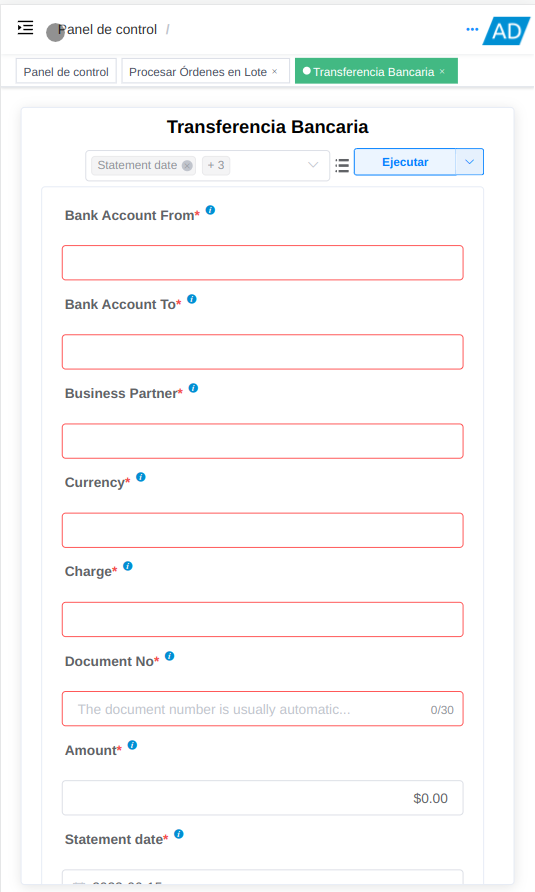 Panel de control /
AD
Panel de control Procesar Órdenes en Lote × Transferencia Bancaria ×
Transferencia Bancaria
Statement date + 3 Ejecutar
Bank Account From*
Bank Account To*
Business Partner*
Currency*
Charge*
Document No*
The document number is usually automatic... 0/30
Amount*
$0.00
Statement date*